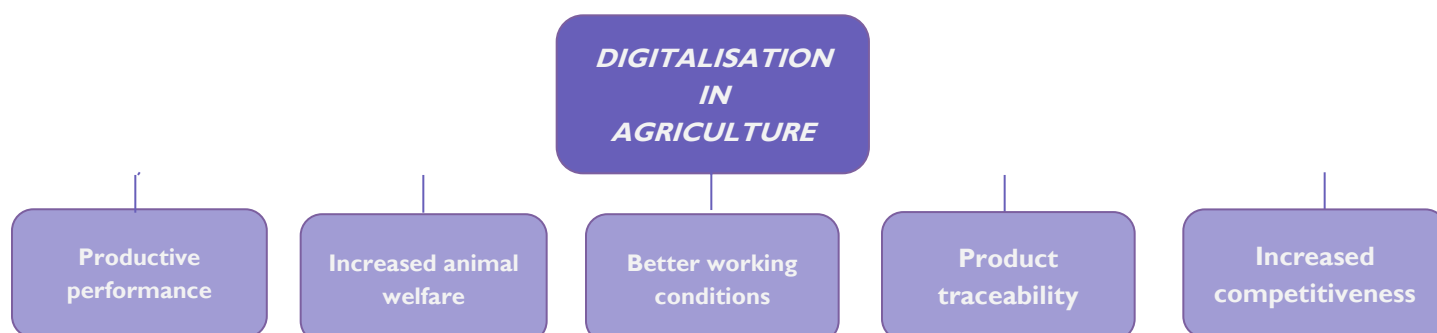 DIGITALISATION
IN
AGRICULTURE
Productive
performance
Increased animal
welfare
Better working
conditions
Product
traceability
Increased
competitiveness